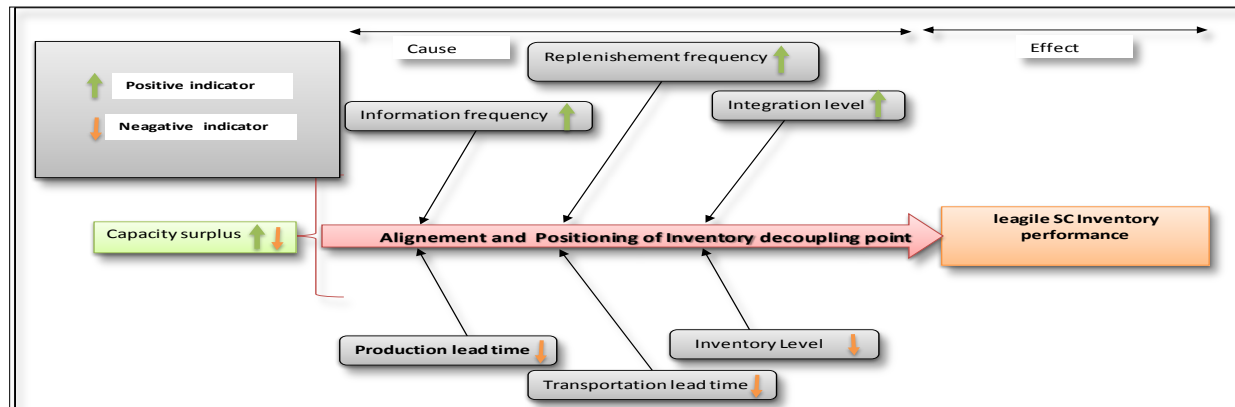 Cause
Effect
Replenishement frequency
Positive indicator
Neagative indicator
Information frequency
Integration level
Capacity surplus
Alignement and Positioning of Inventory decoupling point
leagile SC Inventory
performance
Production lead time
Inventory Level
Transportation lead time